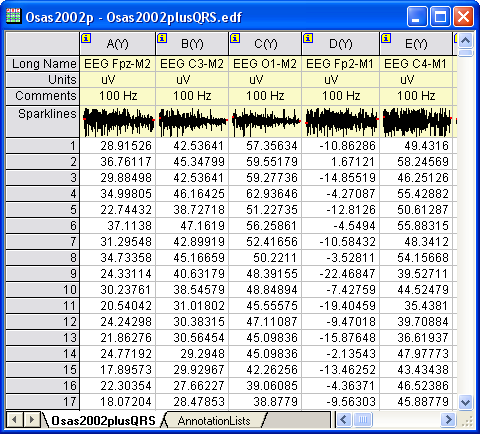 Osas2002p - Osas2002plusQRS.edf
A(Y) B(Y) C(Y) D(Y) E(Y)
Long Name EEG Fpz-M2 EEG C3-M2 EEG O1-M2 EEG Fp2-M1 EEG C4-M1
Units uV uV uV uV uV
Comments 100 Hz 100 Hz 100 Hz 100 Hz 100 Hz
Sparklines
1 28.91526 42.53641 57.35634 -10.86286 49.4316
2 36.76117 45.34799 59.55179 1.67121 58.24569
3 29.88498 42.53641 59.27736 -14.85519 46.25126
4 34.99805 46.16425 62.93646 -4.27087 55.42882
5 22.74432 38.72718 51.22735 -12.8126 50.61287
6 37.1138 47.1619 56.25861 -4.5494 55.88315
7 31.29548 42.89919 52.41656 -10.58432 48.3412
8 34.73358 45.16659 50.2211 -3.52811 54.15668
9 24.33114 40.63179 48.39155 -22.46847 39.52711
10 30.23761 38.54579 48.84894 -7.42759 44.52479
11 20.54042 31.01802 45.55575 -19.40459 35.4381
12 24.24298 30.38315 47.11087 -9.47018 39.70884
13 21.86276 30.56454 45.09836 -15.87648 36.61937
14 24.77192 29.2948 45.09836 -2.13543 47.97773
15 17.89573 29.92967 42.26256 -13.46252 43.43438
16 22.30354 27.66227 39.06085 -4.36371 46.52386
17 18.07204 28.47853 38.8779 -9.56303 45.88779
Osas2002plusQRS AnnotationLists